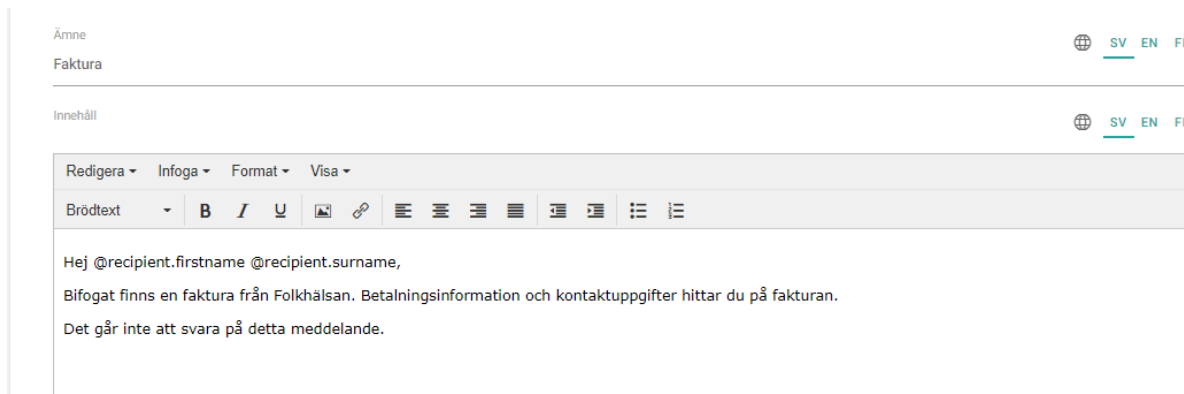 Ämne
SV EN FI
Faktura
Innehåll
SV EN FI
Redigera Infoga Format Visa
Brödtext B I U
Hej @recipient.firstname @recipient.surname,
Bifogat finns en faktura från Folkhälsan. Betalningsinformation och kontaktuppgifter hittar du på fakturan.
Det går inte att svara på detta meddelande.